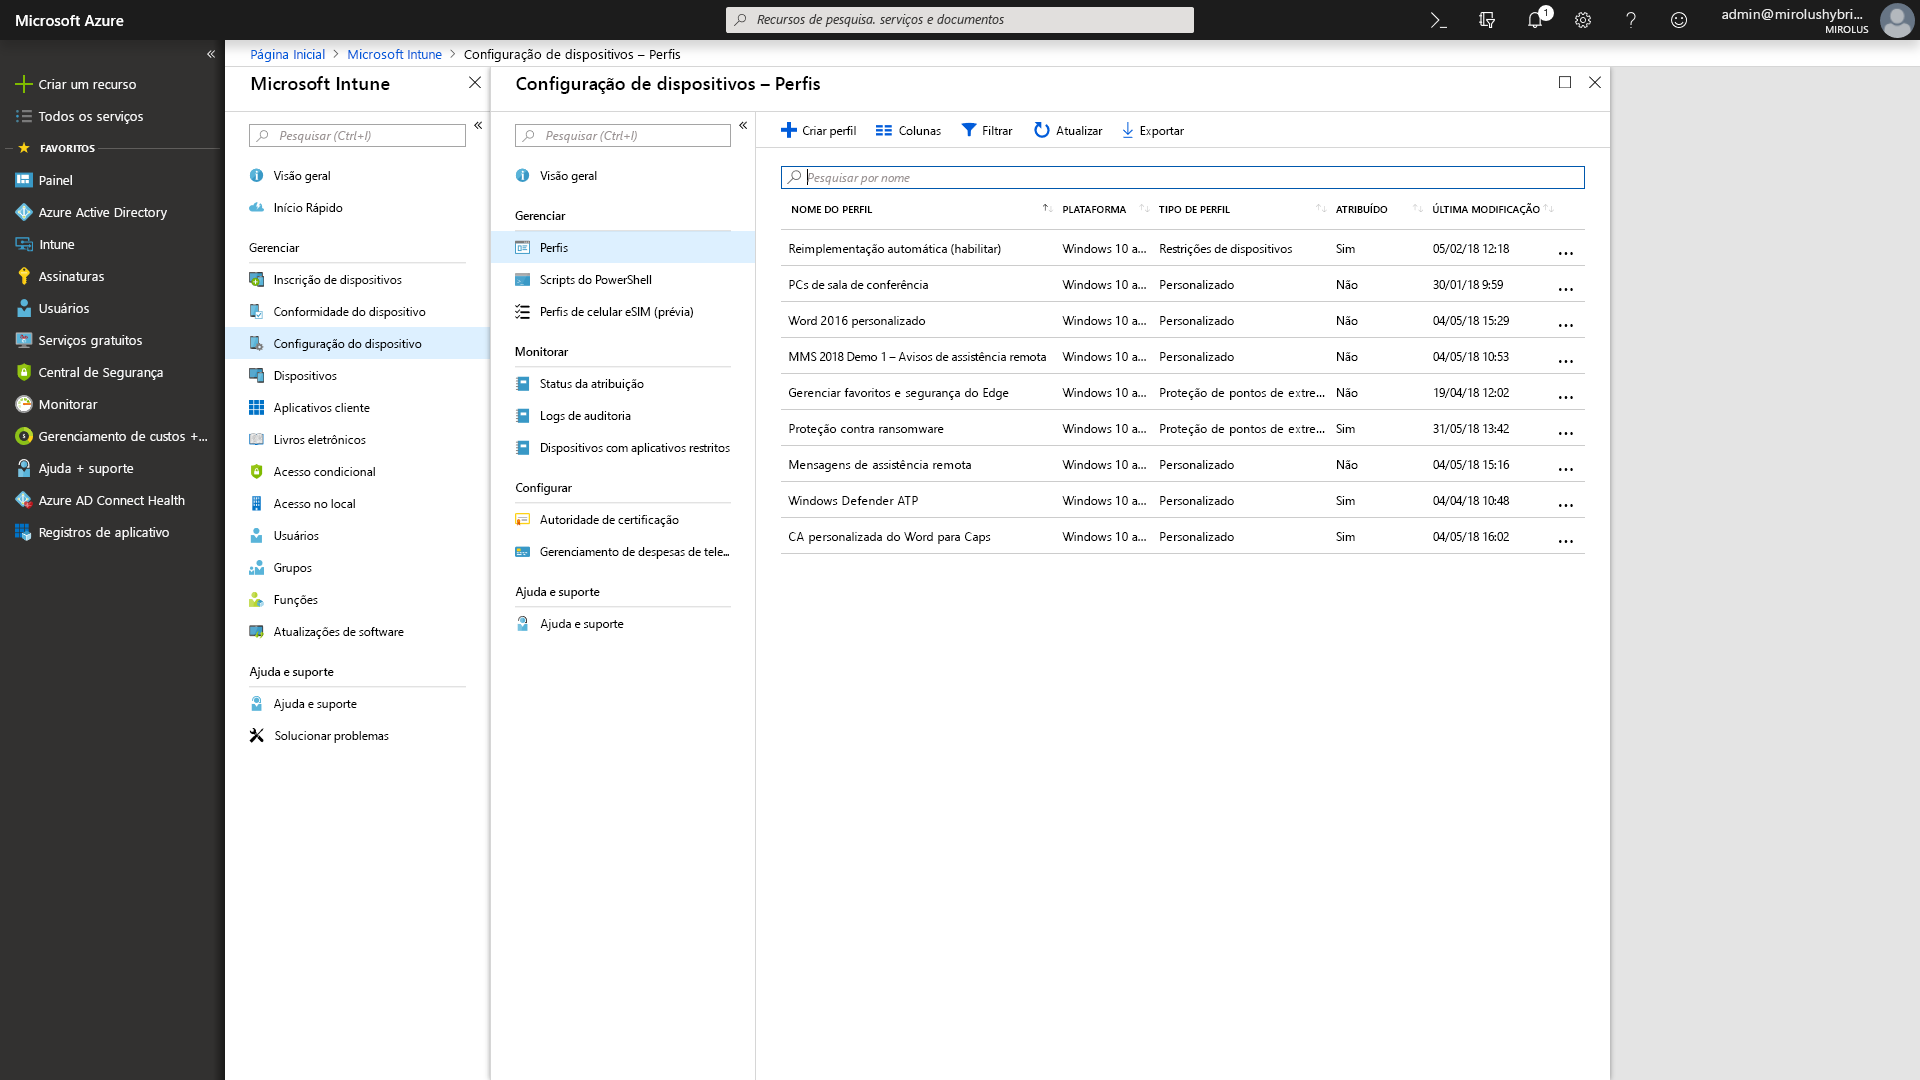 Microsoft Azure
Recursos de pesquisa. serviços e documentos
1
admin@mirolushybri...
MIROLUS
Criar um recurso
Todos os serviços
FAVORITOS
Painel
Azure Active Directory
Intune
Assinaturas
Usuários
Serviços gratuitos
Central de Segurança
Monitorar
Gerenciamento de custos +...
Ajuda + suporte
Azure AD Connect Health
Registros de aplicativo
Página Inicial > Microsoft Intune > Configuração de dispositivos – Perfis
Microsoft Intune
Pesquisar (Ctrl+I)
Visão geral
Início Rápido
Gerenciar
Inscrição de dispositivos
Conformidade do dispositivo
Configuração do dispositivo
Dispositivos
Aplicativos cliente
Livros eletrônicos
Acesso condicional
Acesso no local
Usuários
Grupos
Funções
Atualizações de software
Ajuda e suporte
Ajuda e suporte
Solucionar problemas
Configuração de dispositivos – Perfis
Pesquisar (Ctrl+I)
Visão geral
Gerenciar
Perfis
Scripts do PowerShell
Perfis de celular eSIM (prévia)
Monitorar
Status da atribuição
Logs de auditoria
Dispositivos com aplicativos restritos
Configurar
Autoridade de certificação
Gerenciamento de despesas de tele...
Ajuda e suporte
Ajuda e suporte
Criar perfil Colunas Filtrar Atualizar Exportar
Pesquisar por nome
NOME DO PERFIL PLATAFORMA TIPO DE PERFIL ATRIBUÍDO ÚLTIMA MODIFICAÇÃO
Reimplementação automática (habilitar) Windows 10 a... Restrições de dispositivos Sim 05/02/18 12:18 ...
PCs de sala de conferência Windows 10 a... Personalizado Não 30/01/18 9:59 ...
Word 2016 personalizado Windows 10 a... Personalizado Não 04/05/18 15:29 ...
MMS 2018 Demo 1 – Avisos de assistência remota Windows 10 a... Personalizado Não 04/05/18 10:53 ...
Gerenciar favoritos e segurança do Edge Windows 10 a... Proteção de pontos de extre... Não 19/04/18 12:02 ...
Proteção contra ransomware Windows 10 a... Proteção de pontos de extre... Sim 31/05/18 13:42 ...
Mensagens de assistência remota Windows 10 a... Personalizado Não 04/05/18 15:16 ...
Windows Defender ATP Windows 10 a... Personalizado Sim 04/04/18 10:48 ...
CA personalizada do Word para Caps Windows 10 a... Personalizado Sim 04/05/18 16:02 ...